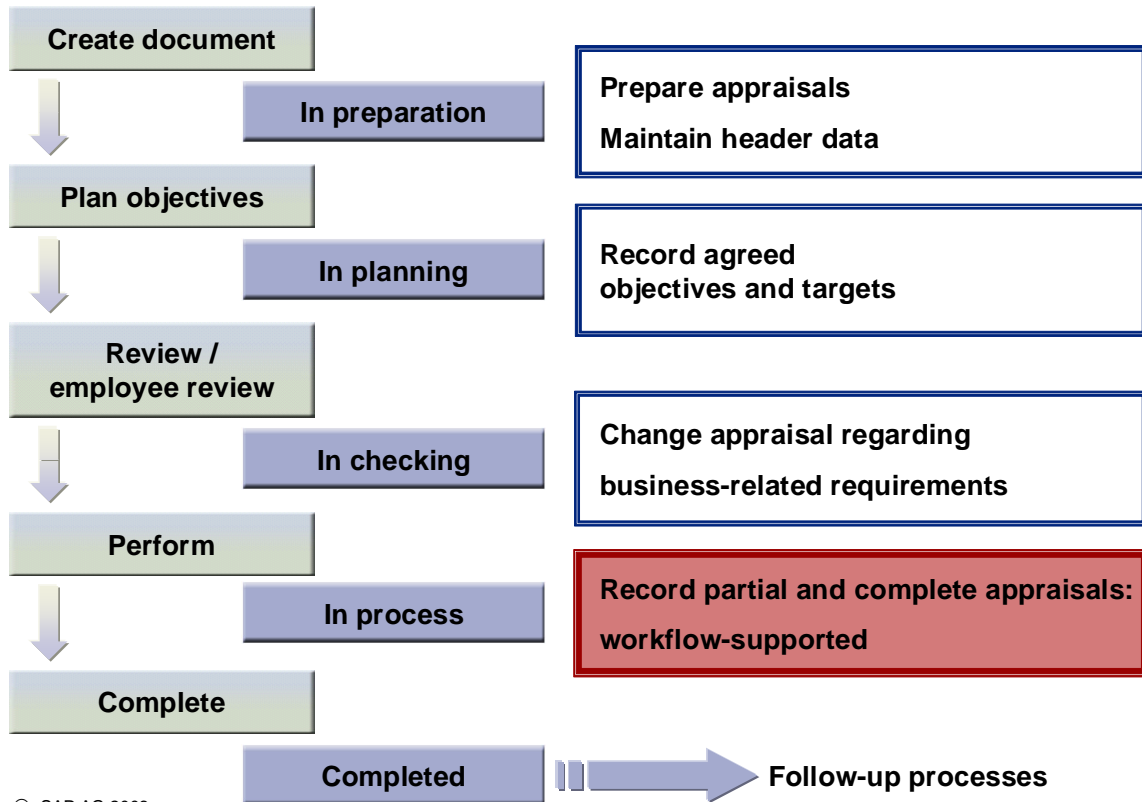 Create document
In preparation
Prepare appraisals
Maintain header data
Plan objectives
In planning
Record agreed
objectives and targets
Review /
employee review
In checking
Change appraisal regarding
business-related requirements
Perform
In process
Record partial and complete appraisals:
workflow-supported
Complete
Completed
Follow-up processes